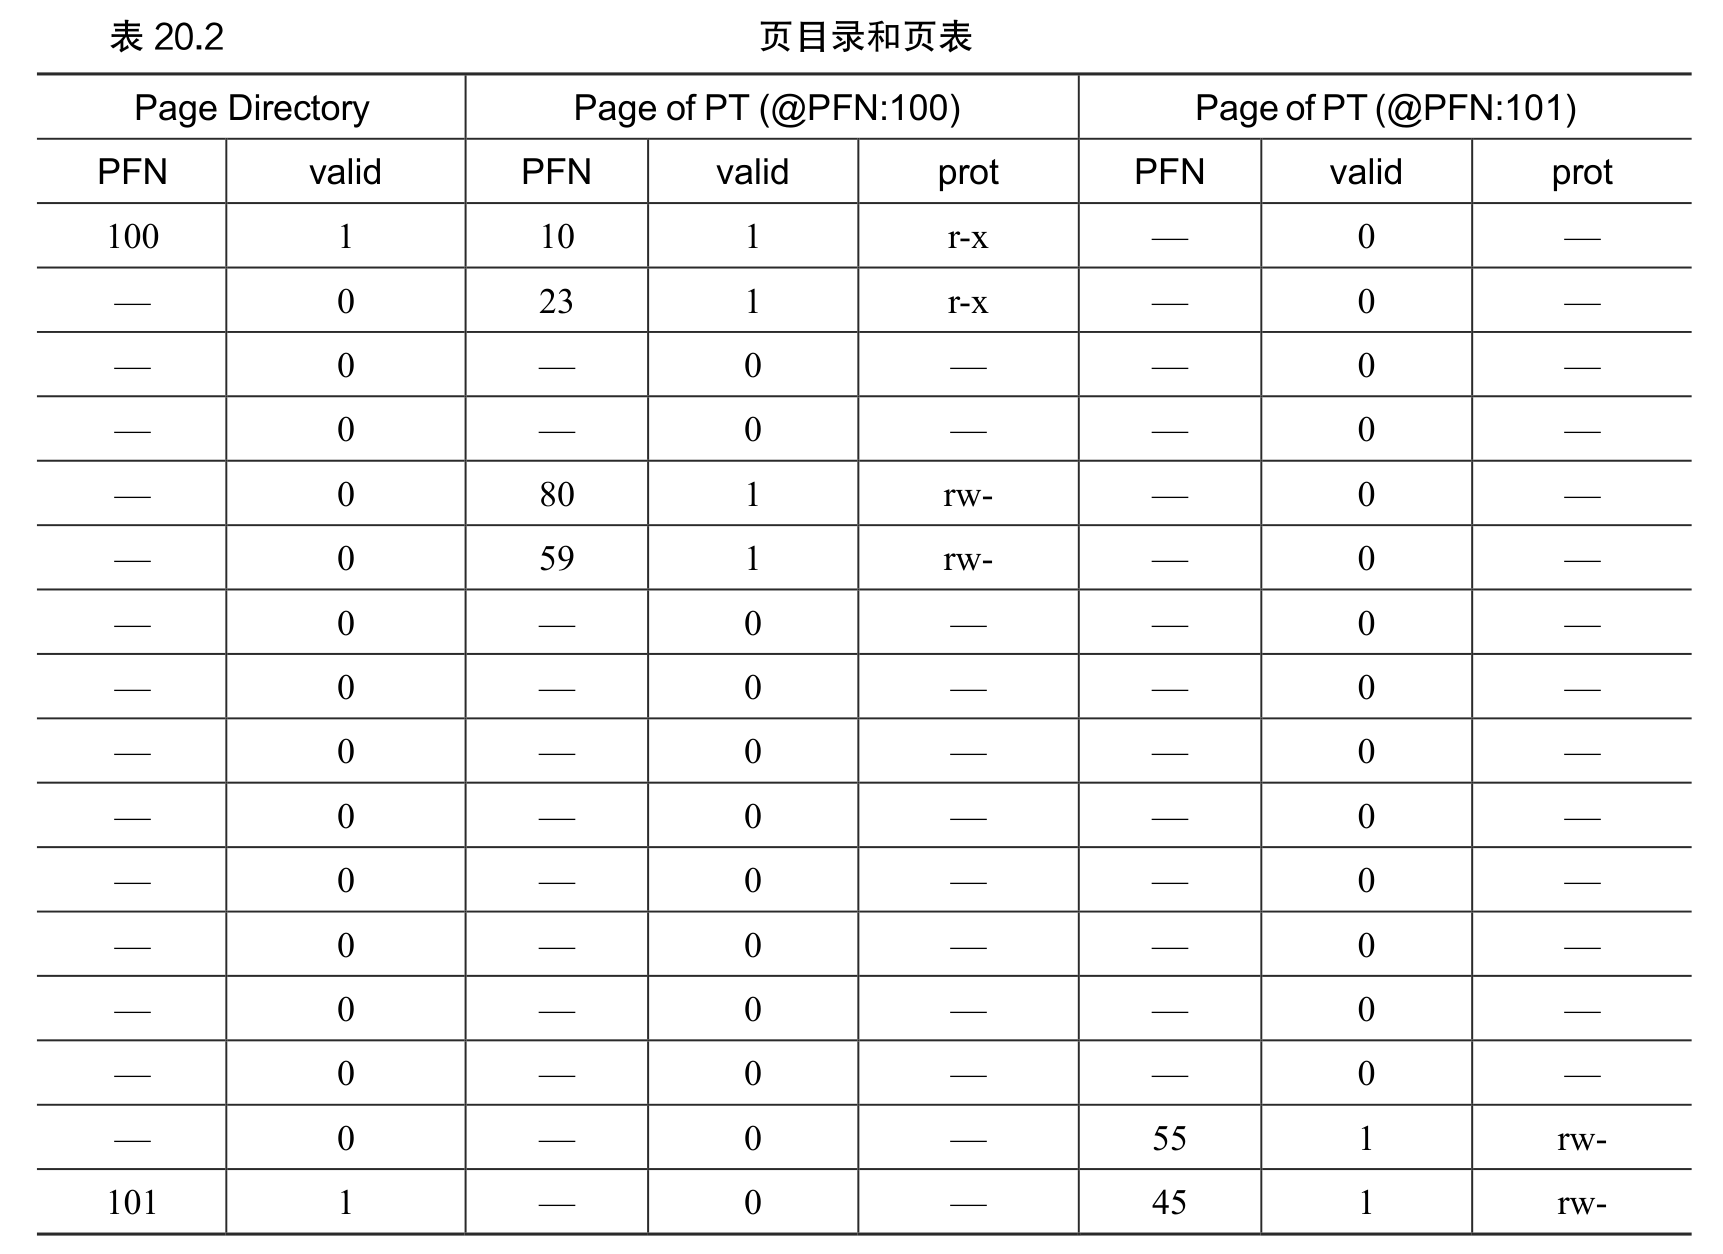 表 20.2 页目录和页表
Page Directory Page of PT (@PFN:100) Page of PT (@PFN:101)
PFN valid PFN valid prot PFN valid prot
100 1 10 1 r-x — 0 —
— 0 23 1 r-x — 0 —
— 0 — 0 — — 0 —
— 0 — 0 — — 0 —
— 0 80 1 rw- — 0 —
— 0 59 1 rw- — 0 —
— 0 — 0 — — 0 —
— 0 — 0 — — 0 —
— 0 — 0 — — 0 —
— 0 — 0 — — 0 —
— 0 — 0 — — 0 —
— 0 — 0 — — 0 —
— 0 — 0 — — 0 —
— 0 — 0 — — 0 —
— 0 — 0 — 55 1 rw-
101 1 — 0 — 45 1 rw-